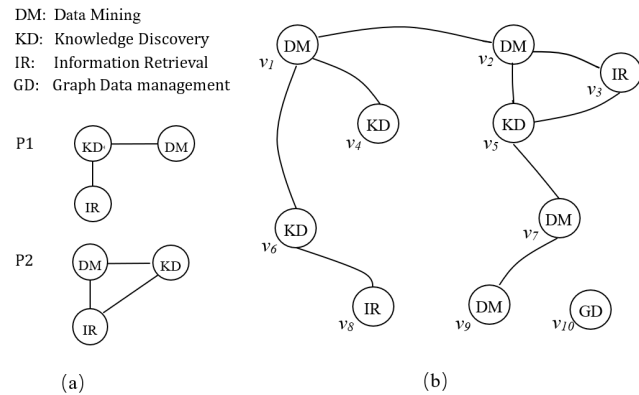 DM: Data Mining
KD: Knowledge Discovery
IR: Information Retrieval
GD: Graph Data management
P1
KD
DM
IR
P2
DM
KD
IR
(a)
DM
v1
DM
v2
IR
v3
KD
v4
KD
v5
KD
v6
DM
v7
IR
v8
DM
v9
GD
v10
(b)